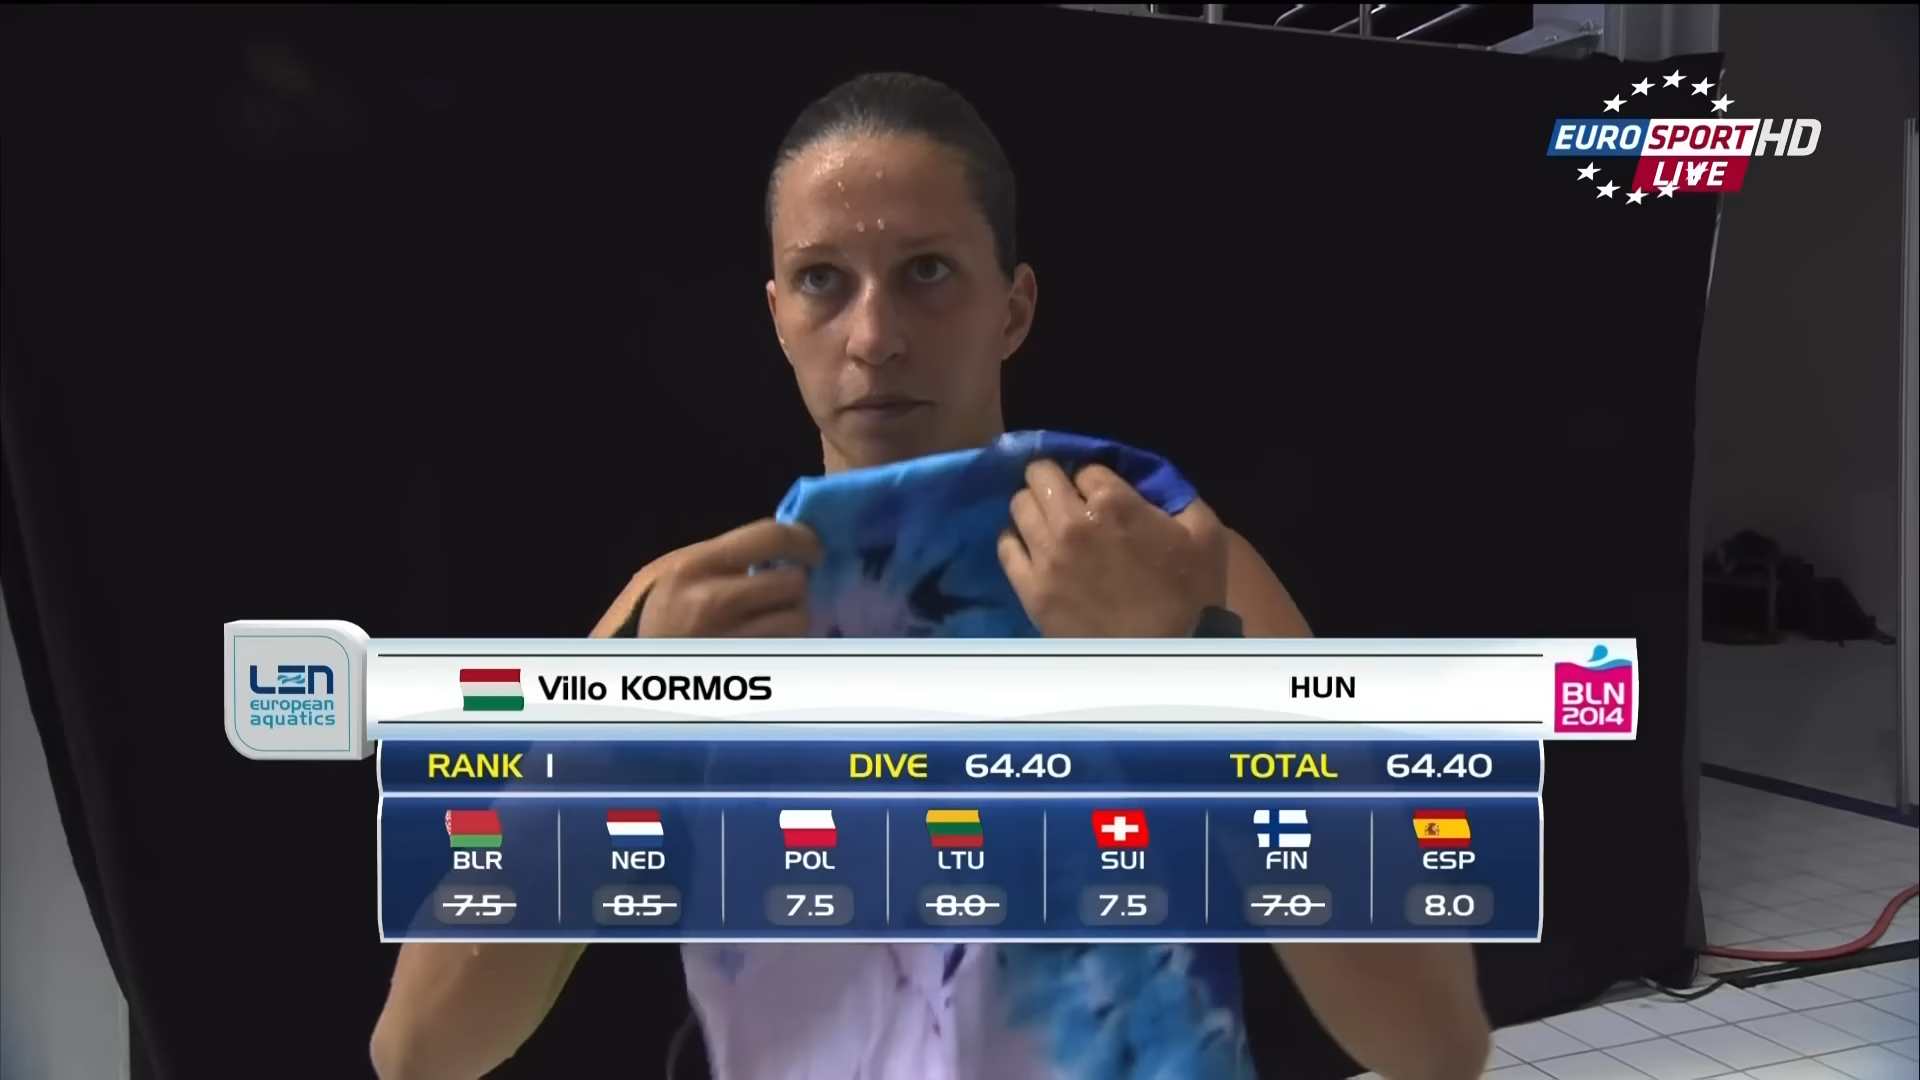 EUROSPORT HD
LIVE
LEN
european
aquatics
Villo KORMOS HUN
BLN
2014
RANK 1 DIVE 64.40 TOTAL 64.40
BLR NED POL LTU SUI FIN ESP
7.5 8.5 7.5 8.0 7.5 7.0 8.0